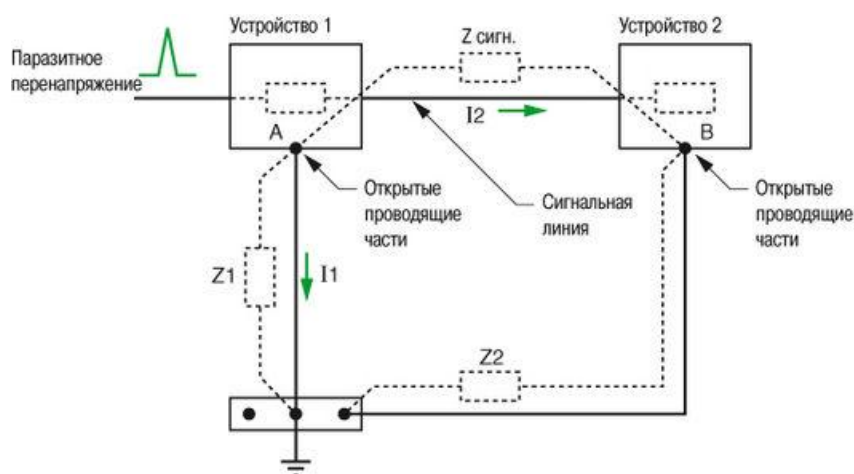 Устройство 1
Z сигн.
Устройство 2
Паразитное
перенапряжение
A
I2
B
Открытые
проводящие
части
Сигнальная
линия
Открытые
проводящие
части
Z1
I1
Z2